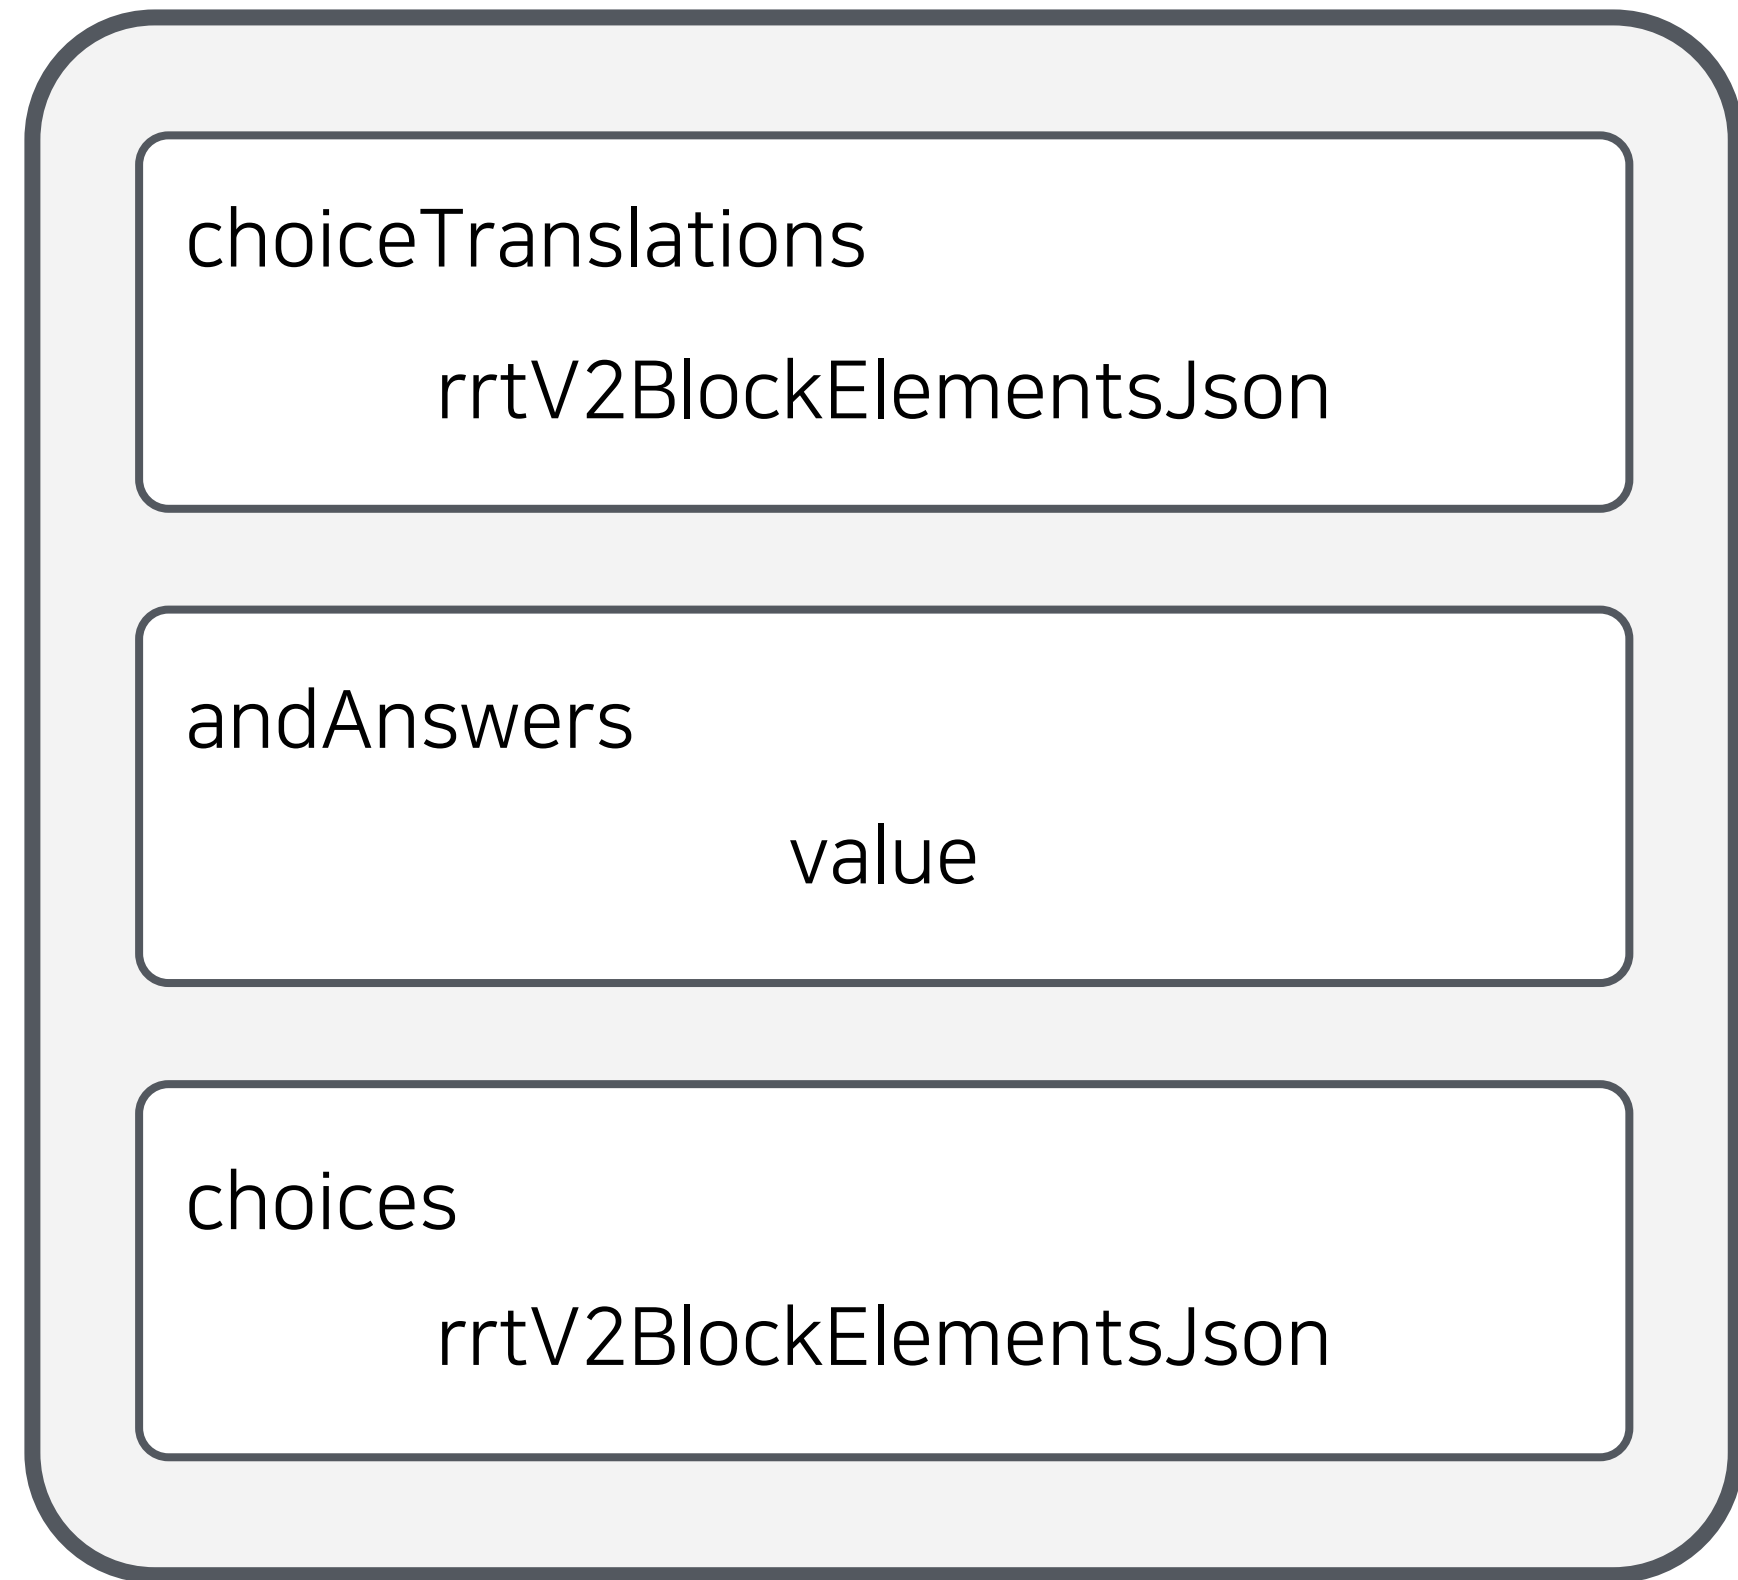 choiceTranslations
rrtV2BlockElementsJson
andAnswers
value
choices
rrtV2BlockElementsJson